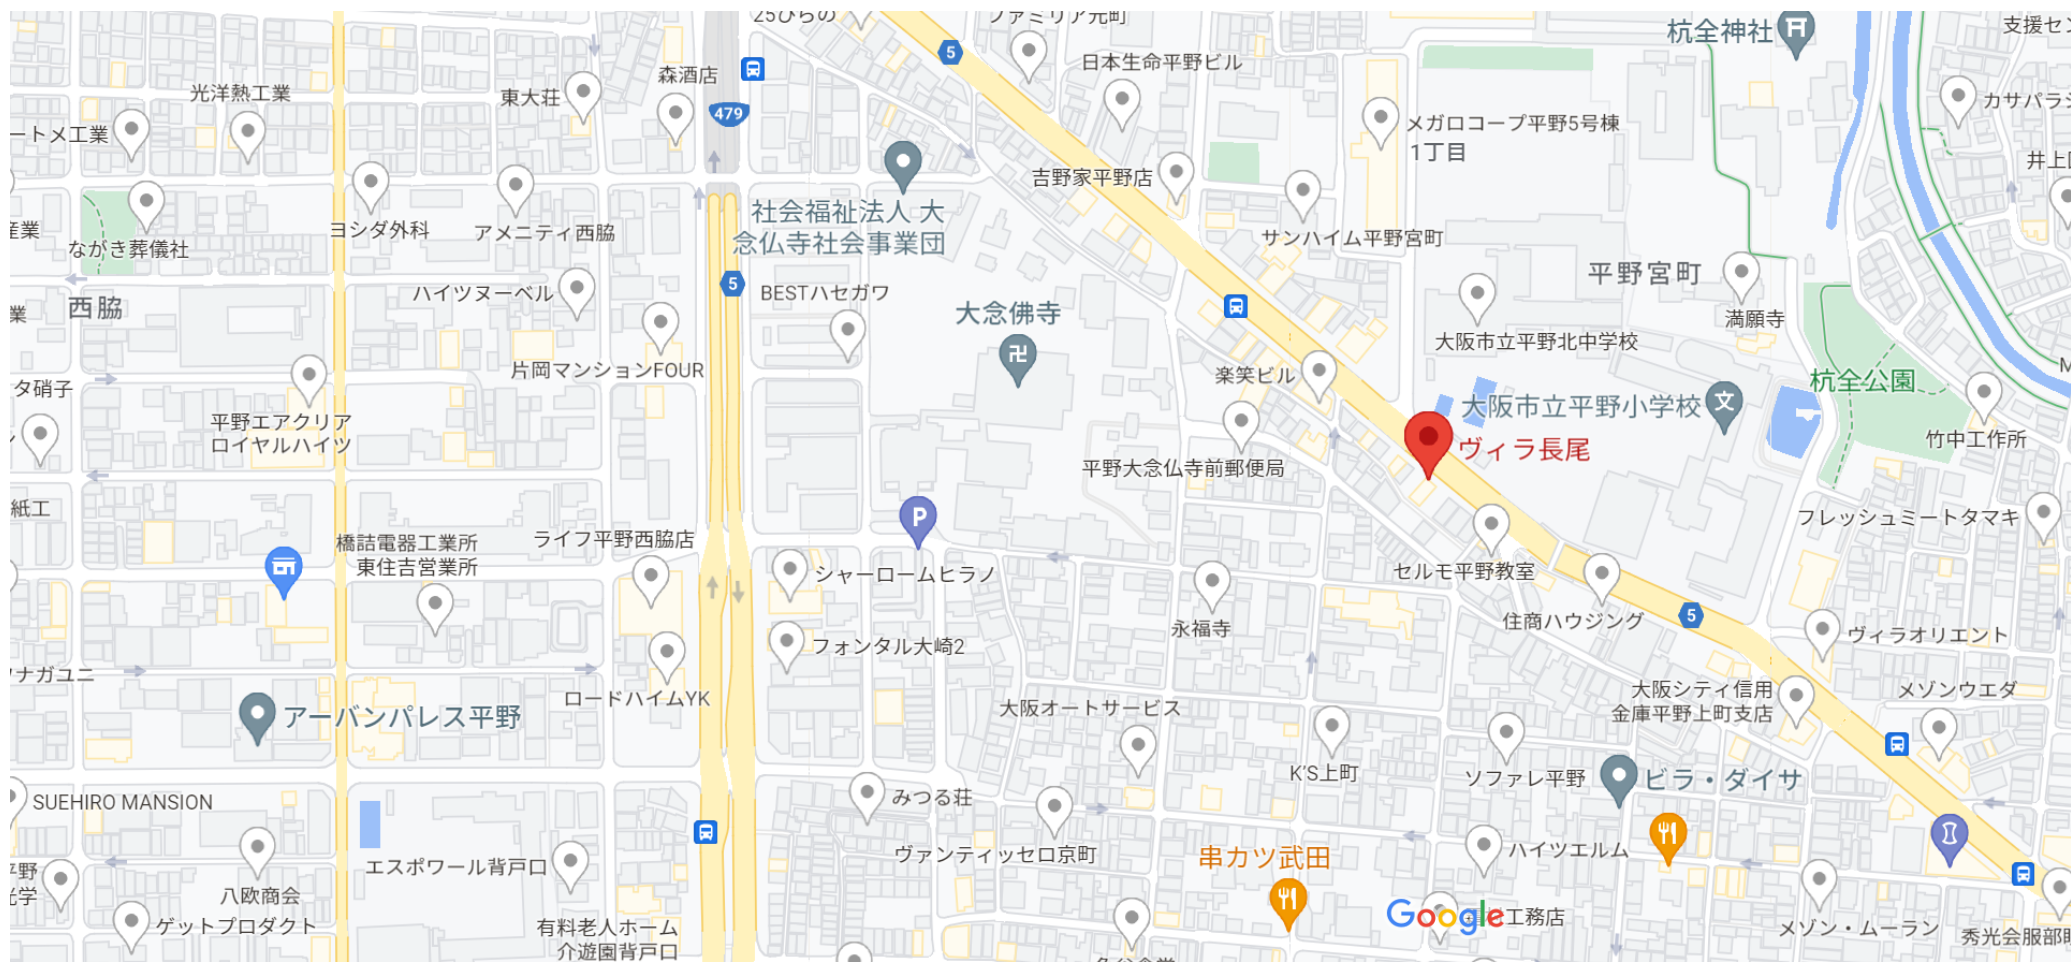 25ひらの
ファミリア元町
杭全神社
支援セン
日本生命平野ビル
5
森酒店
光洋熱工業
東大荘
カサパラシ
479
メガロコープ平野5号棟
1丁目
ートメ工業
井上
吉野家平野店
社会福祉法人 大
念仏寺社会事業団
産業
ながき葬儀社
ヨシダ外科
アメニティ西脇
サンハイム平野宮町
平野宮町
5
BESTハセガワ
ハイツヌーベル
業
西脇
大念佛寺
満願寺
大阪市立平野北中学校
片岡マンションFOUR
楽笑ビル
杭全公園
タ硝子
大阪市立平野小学校
文
平野エアクリア
ロイヤルハイツ
ン
ヴィラ長尾
竹中工作所
平野大念仏寺前郵便局
紙工
P
フレッシュミートタマキ
橋詰電器工業所
東住吉営業所
ライフ平野西脇店
シャーロームヒラノ
セルモ平野教室
住商ハウジング
5
永福寺
ヴィラオリエント
フォンタル大崎2
ツナガユニ
ロードハイムYK
大阪シティ信用
金庫平野上町支店
メゾンウエダ
アーバンパレス平野
大阪オートサービス
K'S上町
ソファレ平野
ビラ・ダイサ
SUEHIRO MANSION
みつる荘
ヴァンティッセロ京町
串カツ武田
ハイツエルム
エスポワール背戸口
平野
光学
八欧商会
ゲットプロダクト
有料老人ホーム
介遊園背戸口
Google
工務店
メゾン・ムーラン
秀光会服部